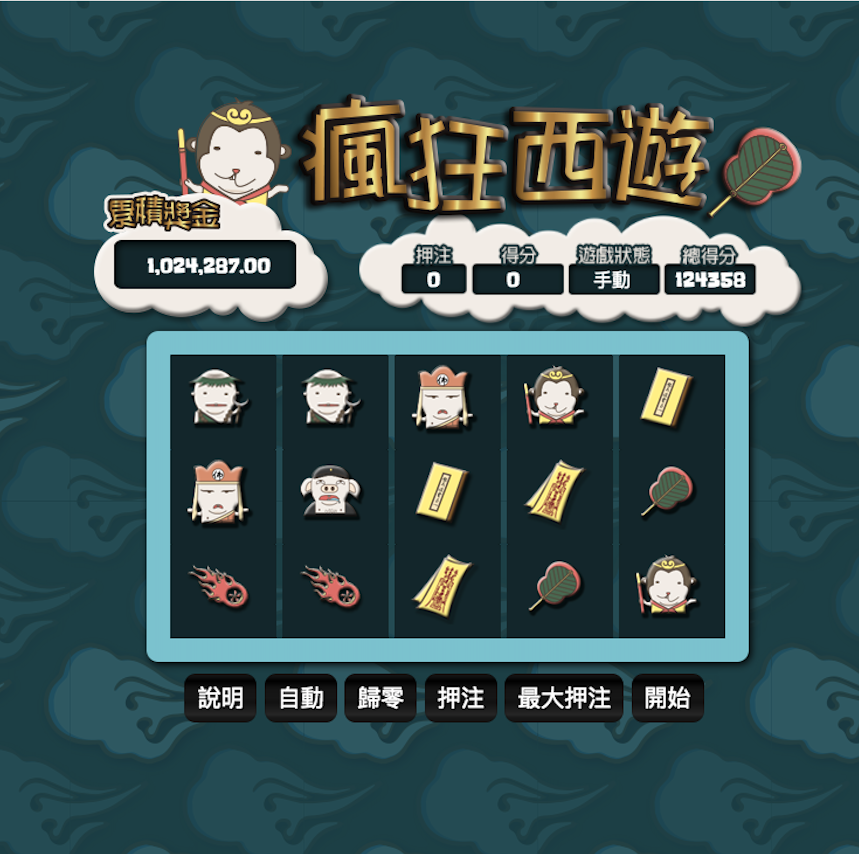 瘋狂西遊
累積獎金
1,024,287.00
押注 得分 遊戲狀態 總得分
0 0 手動 124358
佛
佛
說明 自動 歸零 押注 最大押注 開始